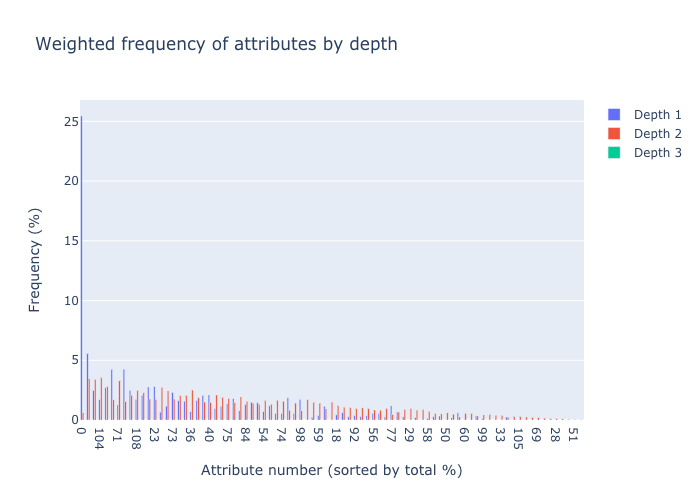 Weighted frequency of attributes by depth
Depth 1
Depth 2
Depth 3
25
20
15
10
5
0
Frequency (%)
0 104 71 108 23 73 36 40 75 84 54 74 98 59 18 92 56 77 29 58 50 60 99 33 105 69 28 51
Attribute number (sorted by total %)